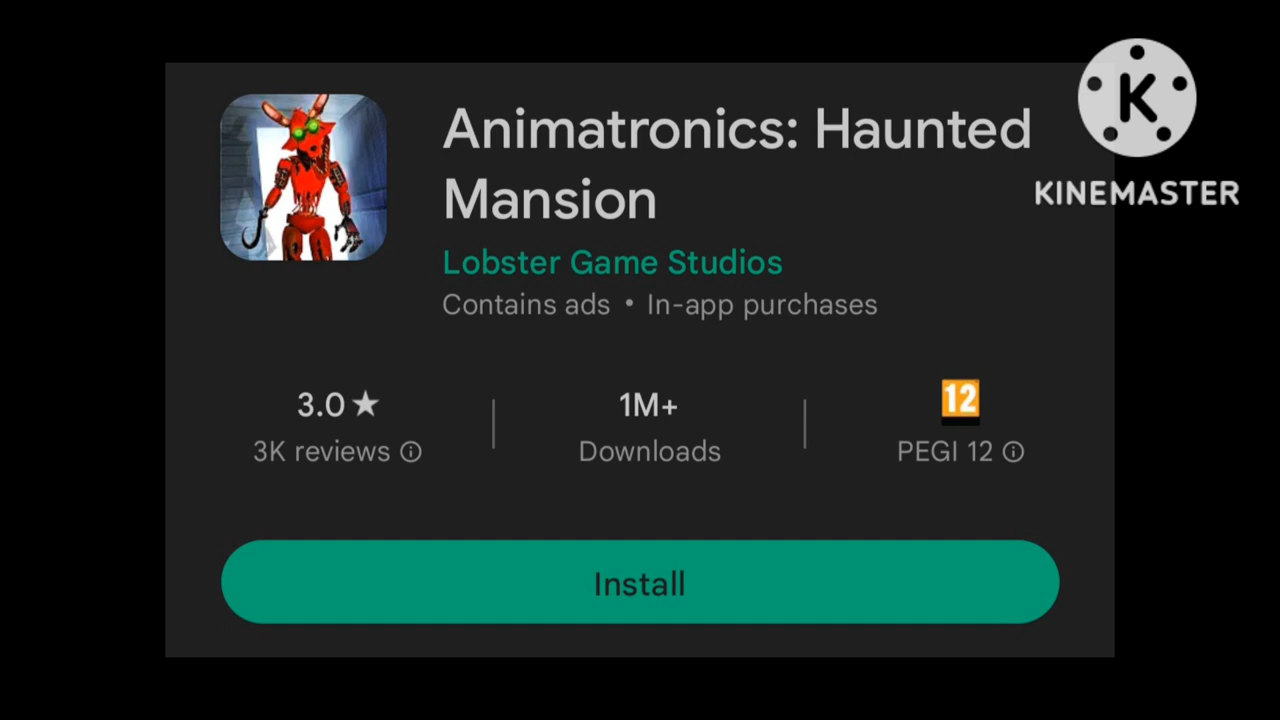 Animatronics: Haunted
Mansion
Lobster Game Studios
Contains ads • In-app purchases
3.0★
3K reviews
1M+
Downloads
12
PEGI 12
Install
K
KINEMASTER